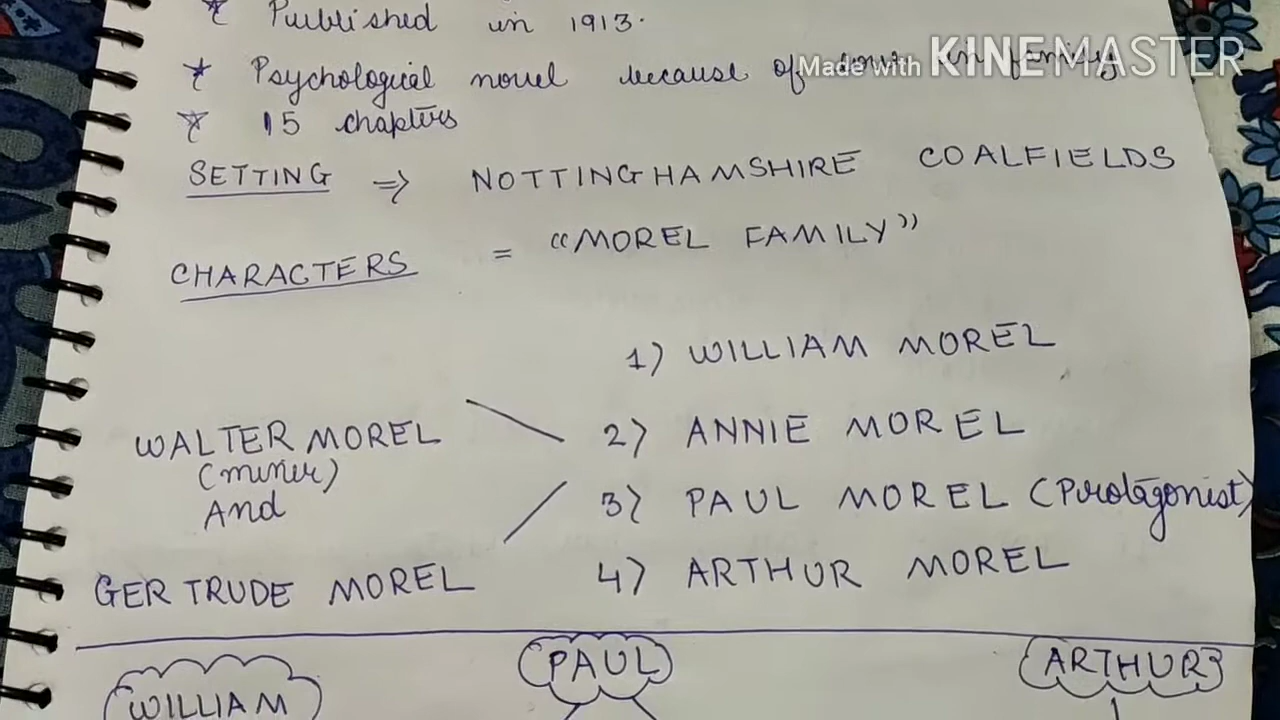 Published in 1913.
Made with KINEMASTER
Psychological novel because of in family
15 chapters
SETTING ⇒ NOTTINGHAMSHIRE COALFIELDS
CHARACTERS = "MOREL FAMILY"
1) WILLIAM MOREL
WALTER MOREL 2) ANNIE MOREL
(miner)
And 3) PAUL MOREL (Protagonist)
GERTRUDE MOREL 4) ARTHUR MOREL
WILLIAM PAUL ARTHUR